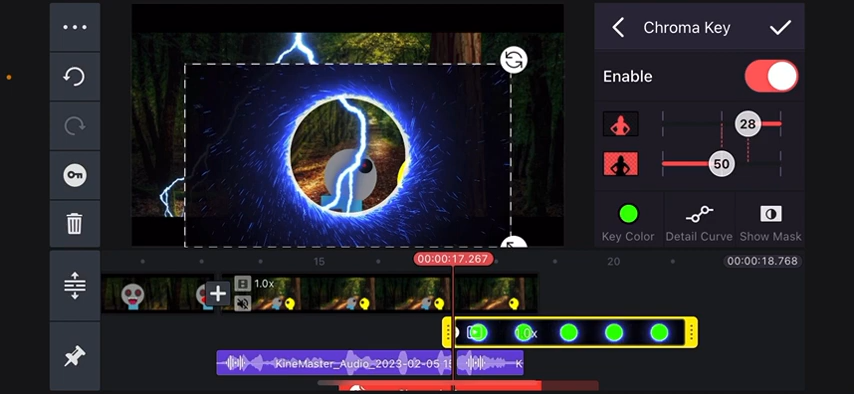 Chroma Key
Enable
28
50
Key Color
Detail Curve
Show Mask
00:00:17.267
15
20
00:00:18.768
1.0x
1.0x
KineMaster_Audio_2023-02-05 15
K